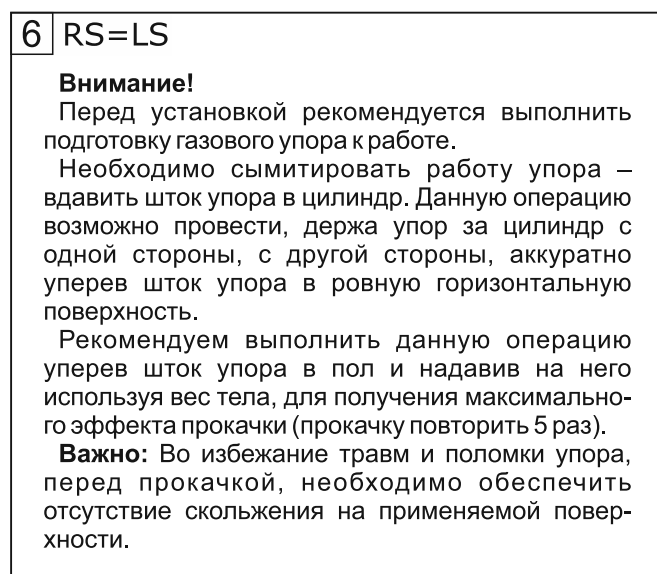 6 RS=LS
Внимание!
Перед установкой рекомендуется выполнить
подготовку газового упора к работе.
Необходимо сымитировать работу упора –
вдавить шток упора в цилиндр. Данную операцию
возможно провести, держа упор за цилиндр с
одной стороны, с другой стороны, аккуратно
уперев шток упора в ровную горизонтальную
поверхность.
Рекомендуем выполнить данную операцию
уперев шток упора в пол и надавив на него
используя вес тела, для получения максимально-
го эффекта прокачки (прокачку повторить 5 раз).
Важно: Во избежание травм и поломки упора,
перед прокачкой, необходимо обеспечить
отсутствие скольжения на применяемой повер-
хности.